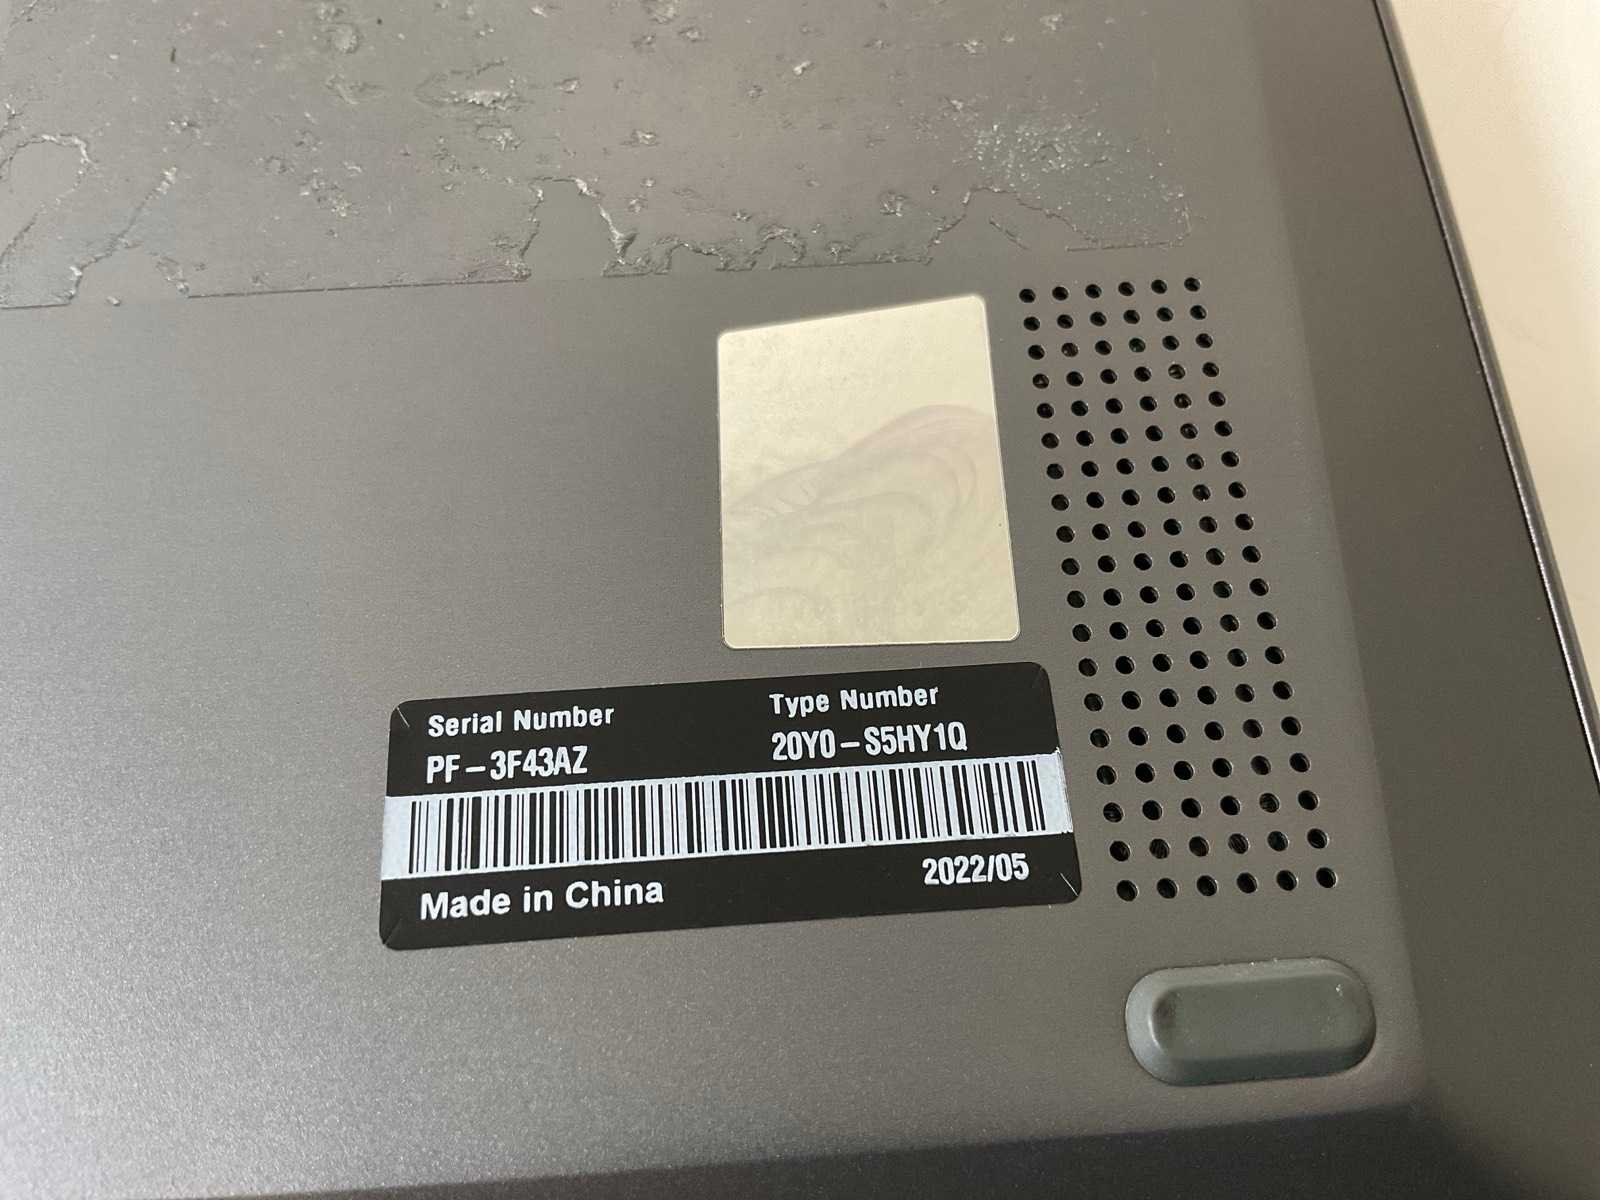 Serial Number
Type Number
PF-3F43AZ
20Y0-S5HY1Q
Made in China
2022/05